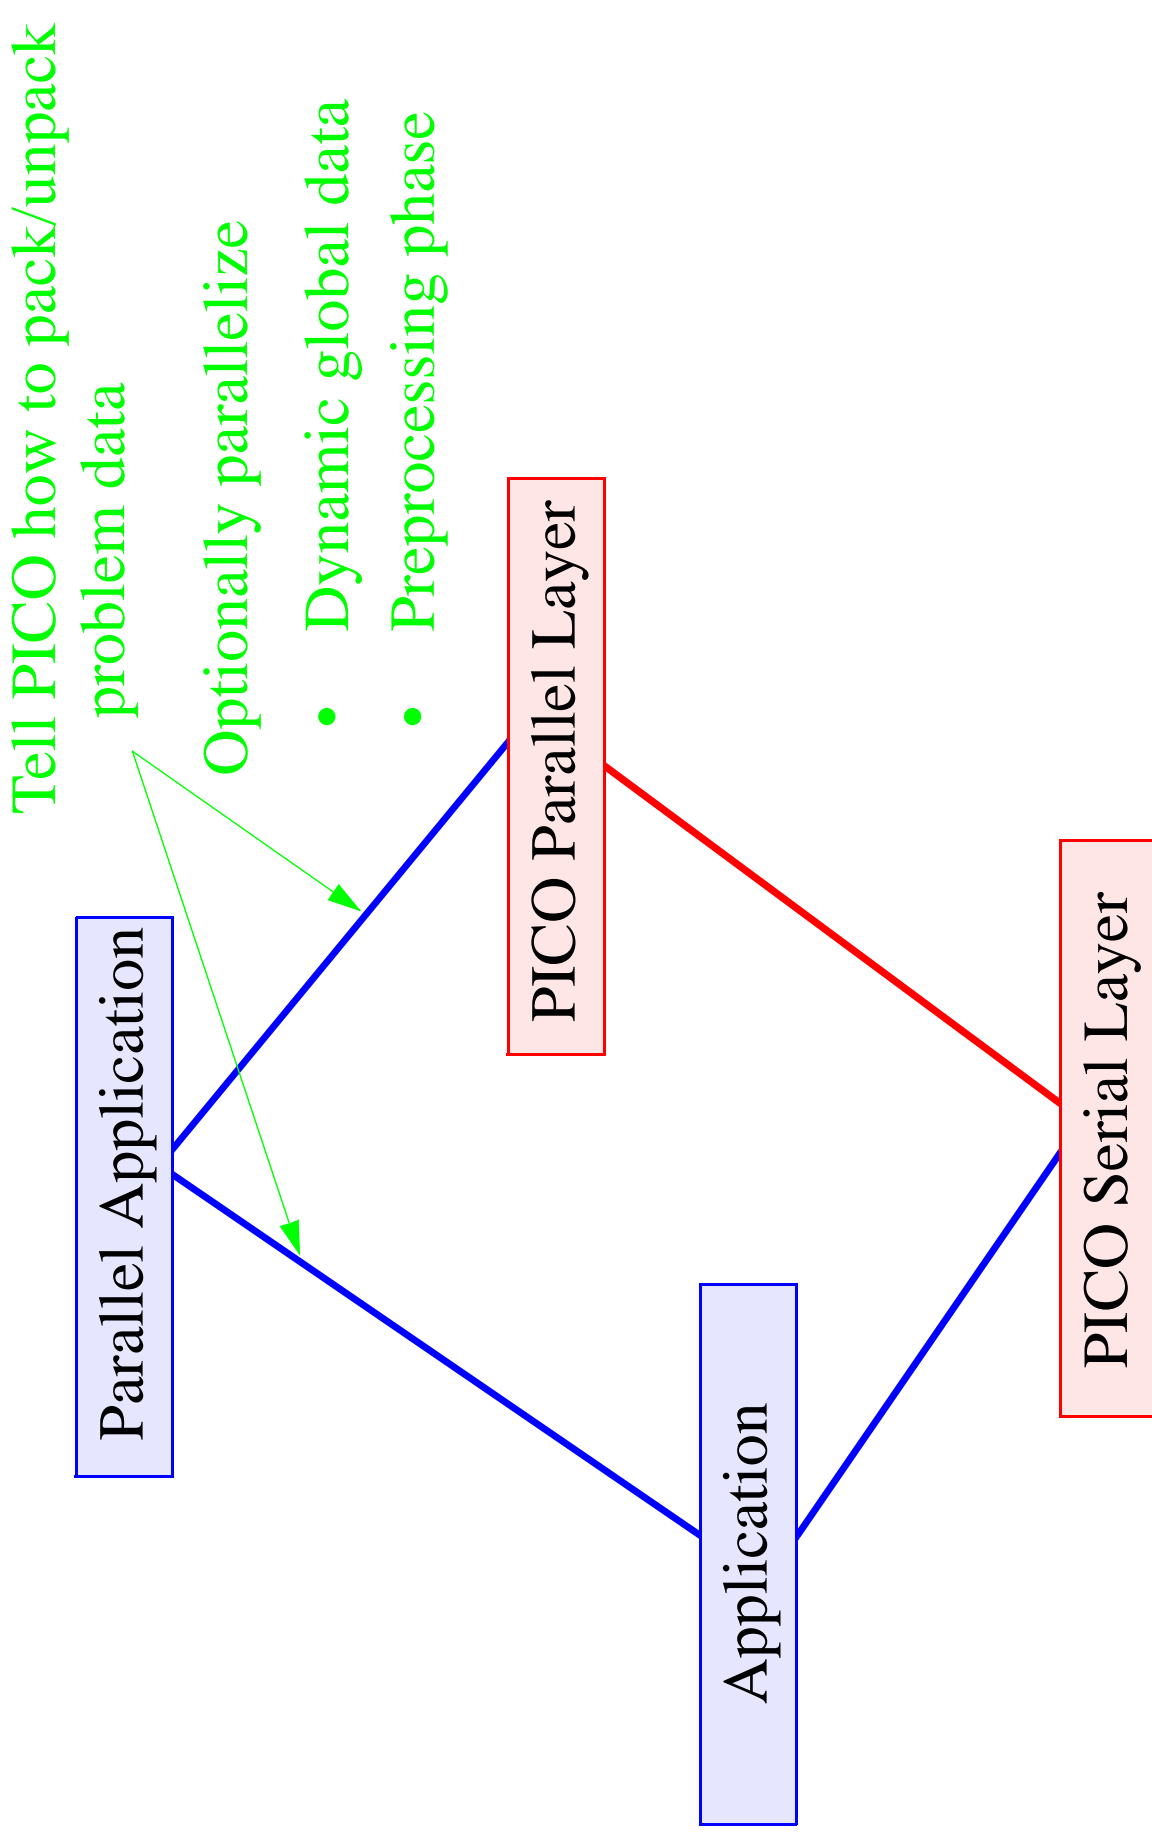 Tell PICO how to pack/unpack
problem data
Optionally parallelize
• Dynamic global data
• Preprocessing phase
Parallel Application
PICO Parallel Layer
Application
PICO Serial Layer